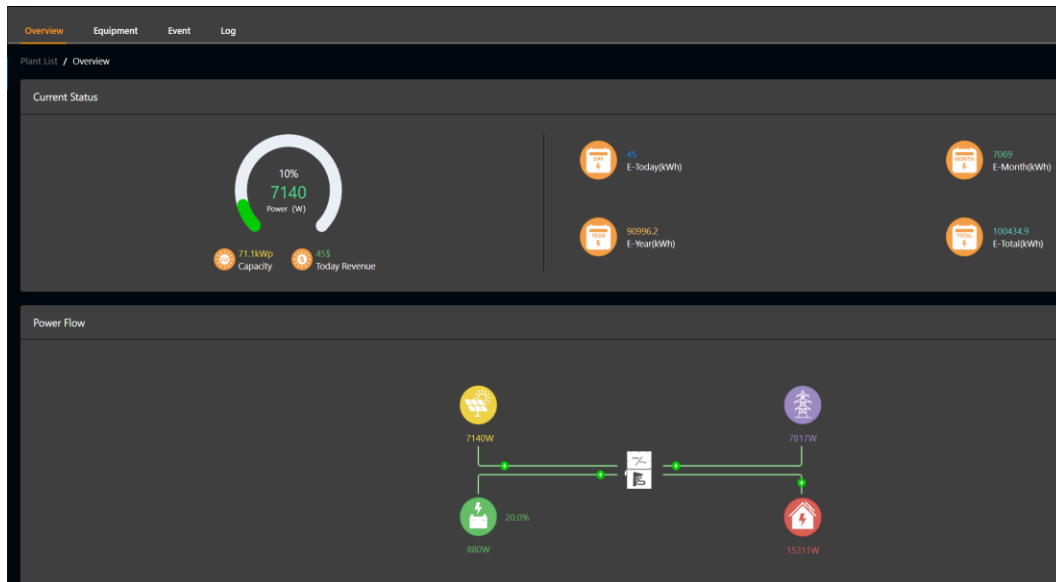 Overview Equipment Event Log
Plant List / Overview
Current Status
10%
7140
Power (W)
71.1kWp
Capacity
45$
Today Revenue
DAY
45
E-Today(kWh)
MONTH
7069
E-Month(kWh)
YEAR
90996.2
E-Year(kWh)
TOTAL
100434.9
E-Total(kWh)
Power Flow
7140W
7817W
20.0%
880W
15311W